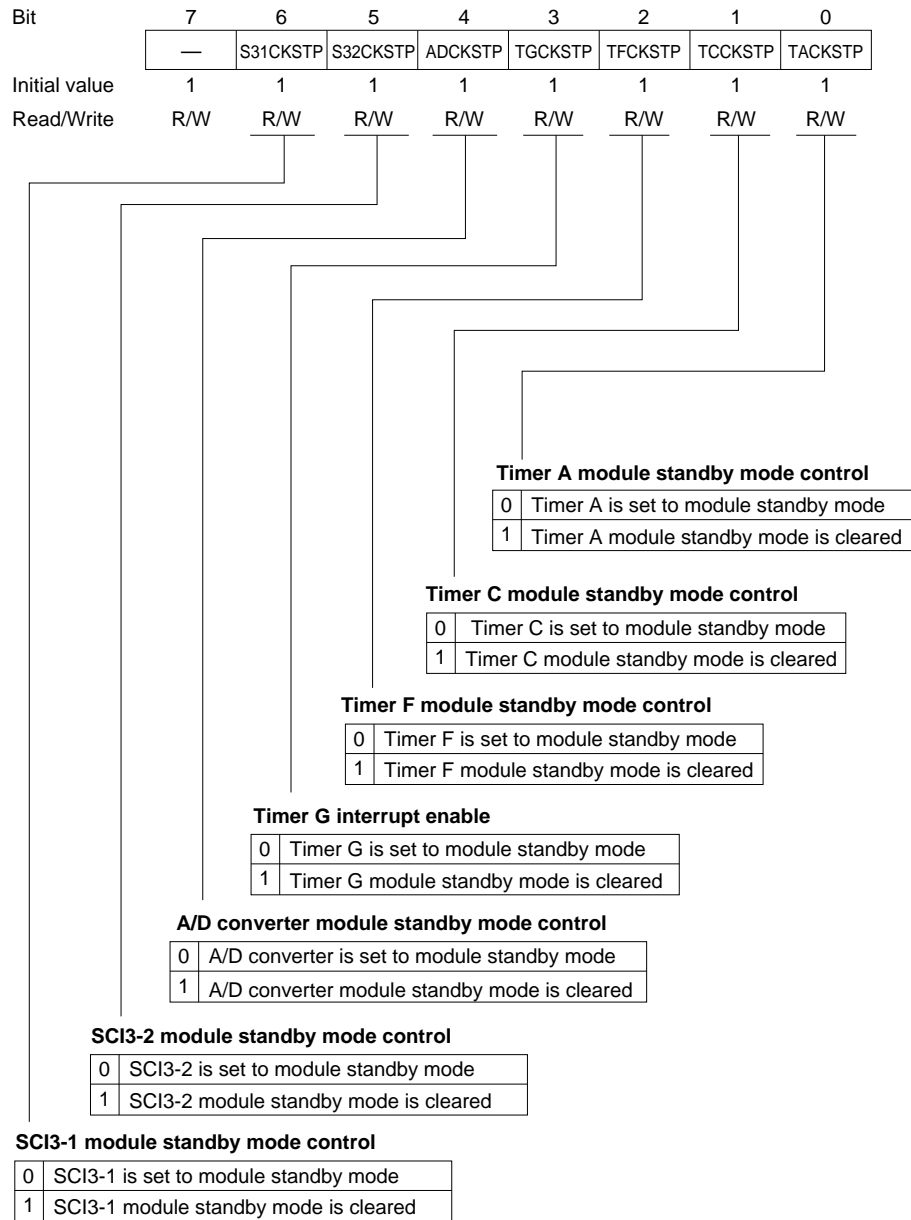 Bit 7 6 5 4 3 2 1 0
— S31CKSTP S32CKSTP ADCKSTP TGCKSTP TFCKSTP TCCKSTP TACKSTP
Initial value 1 1 1 1 1 1 1 1
Read/Write R/W R/W R/W R/W R/W R/W R/W R/W
Timer A module standby mode control
0 Timer A is set to module standby mode
1 Timer A module standby mode is cleared
Timer C module standby mode control
0 Timer C is set to module standby mode
1 Timer C module standby mode is cleared
Timer F module standby mode control
0 Timer F is set to module standby mode
1 Timer F module standby mode is cleared
Timer G interrupt enable
0 Timer G is set to module standby mode
1 Timer G module standby mode is cleared
A/D converter module standby mode control
0 A/D converter is set to module standby mode
1 A/D converter module standby mode is cleared
SCI3-2 module standby mode control
0 SCI3-2 is set to module standby mode
1 SCI3-2 module standby mode is cleared
SCI3-1 module standby mode control
0 SCI3-1 is set to module standby mode
1 SCI3-1 module standby mode is cleared